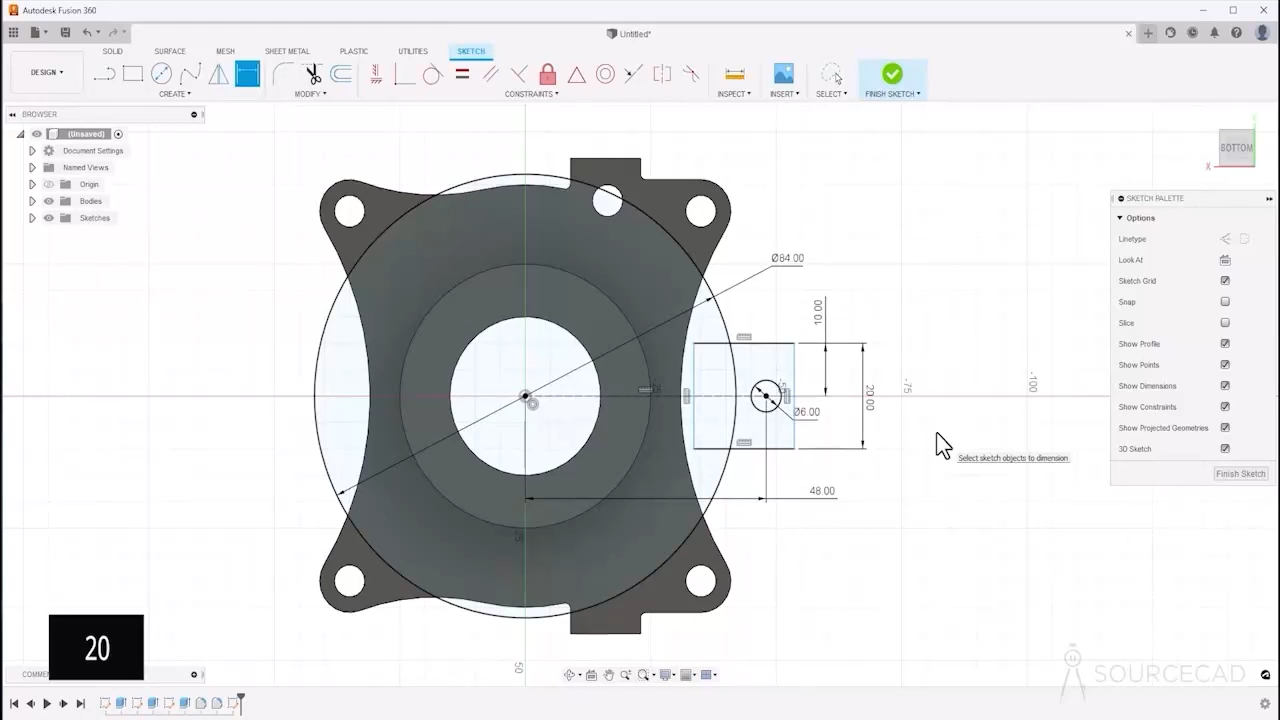 Autodesk Fusion 360
Untitled*
SOLID SURFACE MESH SHEET METAL PLASTIC UTILITIES SKETCH
DESIGN
CREATE MODIFY CONSTRAINTS INSPECT INSERT SELECT FINISH SKETCH
BROWSER
(Unsaved)
Document Settings
Named Views
Origin
Bodies
Sketches
BOTTOM
X
SKETCH PALETTE
Options
Linetype
Look At
Sketch Grid
Snap
Slice
Show Profile
Show Points
Show Dimensions
Show Constraints
Show Projected Geometries
3D Sketch
Finish Sketch
Ø84.00
10.00
20.00
Ø6.00
48.00
-75
-100
50
Select sketch objects to dimension
20
COMME
SOURCECAD